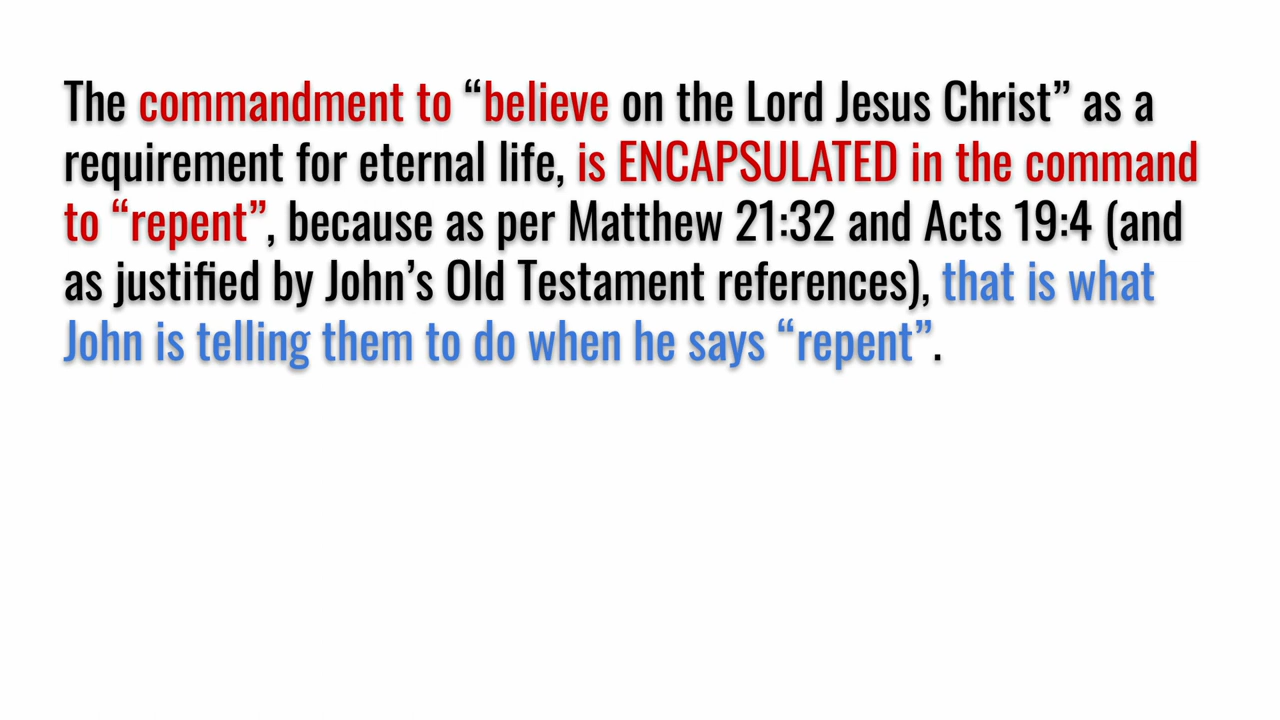 The commandment to “believe on the Lord Jesus Christ” as a
requirement for eternal life, is ENCAPSULATED in the command
to “repent”, because as per Matthew 21:32 and Acts 19:4 (and
as justified by John’s Old Testament references), that is what
John is telling them to do when he says “repent”.